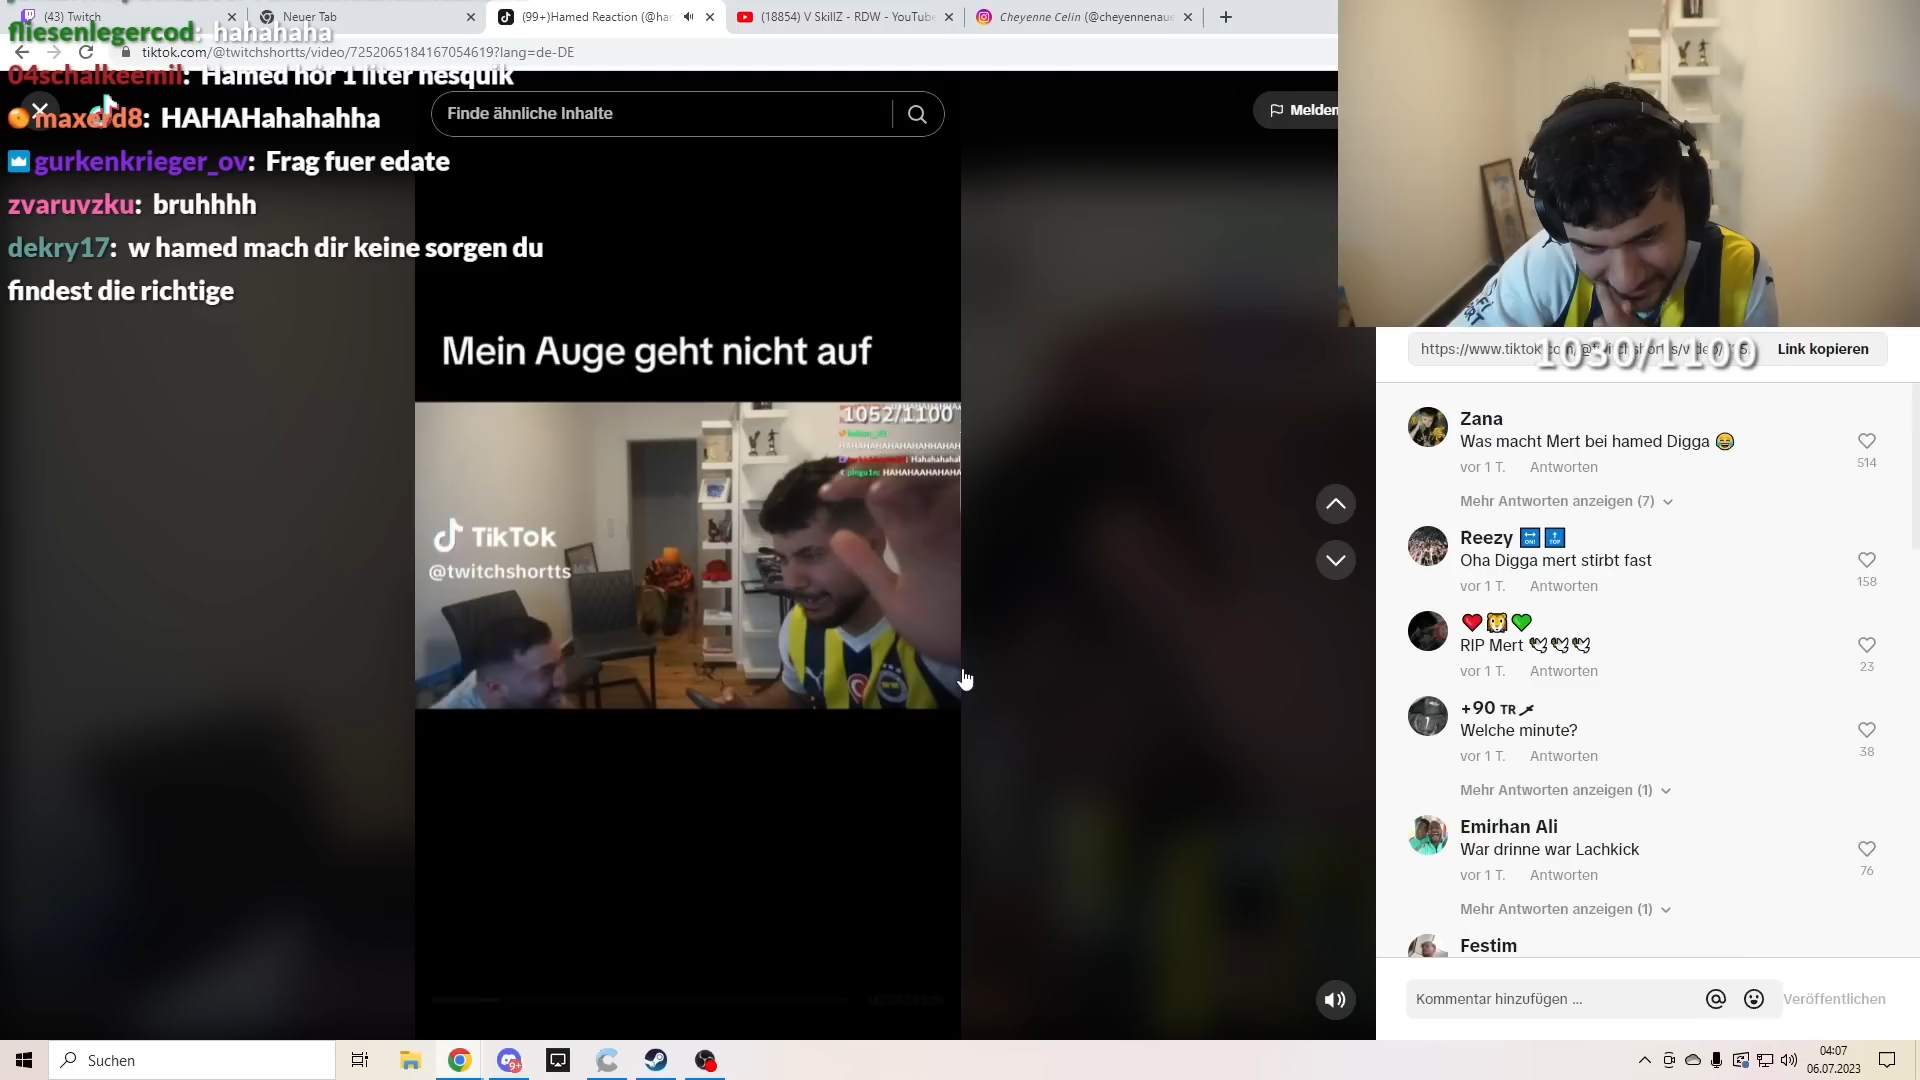 (43) Twitch
Neuer Tab
(99+)Hamed Reaction (@har
(18854) V SkillZ - RDW - YouTube
Cheyenne Celin (@cheyennenaue
tiktok.com/@twitchshortts/video/7252065184167054619?lang=de-DE
fliesenlegercod: hahahaha
04schalkeemil: Hamed hör 1 liter nesquik
HAHAHahahahha
gurkenkrieger_ov: Frag fuer edate
zvaruvzku: bruhhhh
dekry17: w hamed mach dir keine sorgen du
findest die richtige
Finde ähnliche Inhalte
Melden
Mein Auge geht nicht auf
1052/1100
TikTok
@twitchshortts
Link kopieren
1030/1100
Zana
Was macht Mert bei hamed Digga 😂
vor 1 T. Antworten
514
Mehr Antworten anzeigen (7)
Reezy
Oha Digga mert stirbt fast
vor 1 T. Antworten
158
RIP Mert 🕊🕊🕊
vor 1 T. Antworten
23
+90 TR
Welche minute?
vor 1 T. Antworten
38
Mehr Antworten anzeigen (1)
Emirhan Ali
War drinne war Lachkick
vor 1 T. Antworten
76
Mehr Antworten anzeigen (1)
Festim
Kommentar hinzufügen ...
Veröffentlichen
Suchen
04:07
06.07.2023